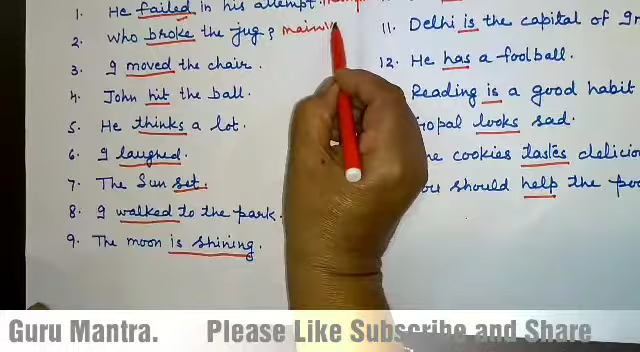 1. He failed in his attempt.
2. Who broke the jug?
3. I moved the chair.
4. John hit the ball.
5. He thinks a lot.
6. I laughed.
7. The Sun set.
8. I walked to the park.
9. The moon is shining.
11. Delhi is the capital of
12. He has a football.
Reading is a good habit
Gopal looks sad.
cookies tastes
should help the
Guru Mantra. Please Like Subscribe and Share